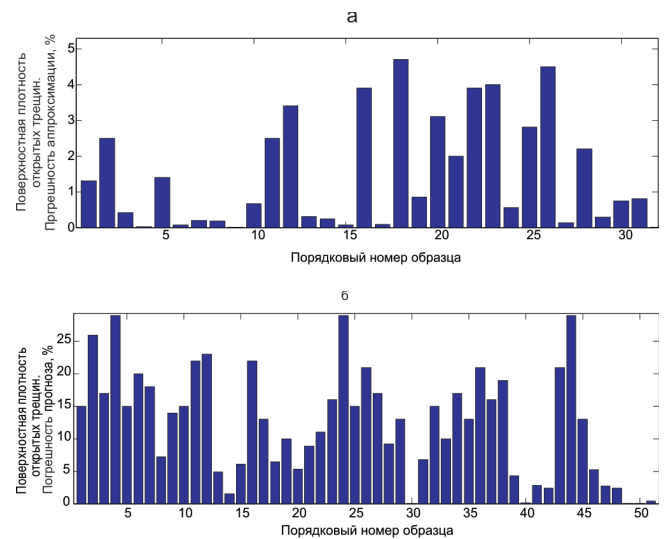 а
Поверхностная плотность
открытых трещин.
Пргрешность аппроксимации, %
5
4
3
2
1
0
5
10
15
20
25
30
Порядковый номер образца
б
Поверхностная плотность
открытых трещин.
Погрешность прогноза, %
25
20
15
10
5
0
5
10
15
20
25
30
35
40
45
50
Порядковый номер образца